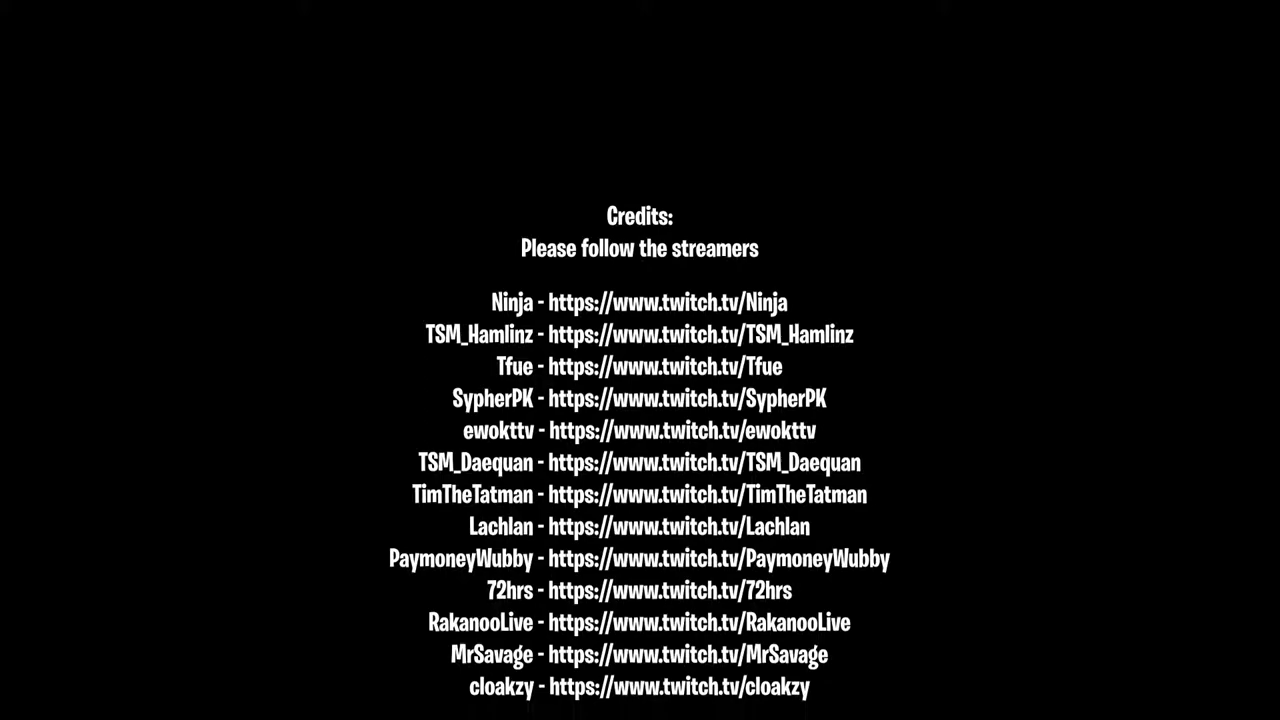 Credits:
Please follow the streamers
Ninja - https://www.twitch.tv/Ninja
TSM_Hamlinz - https://www.twitch.tv/TSM_Hamlinz
Tfue - https://www.twitch.tv/Tfue
SypherPK - https://www.twitch.tv/SypherPK
ewokttv - https://www.twitch.tv/ewokttv
TSM_Daequan - https://www.twitch.tv/TSM_Daequan
TimTheTatman - https://www.twitch.tv/TimTheTatman
Lachlan - https://www.twitch.tv/Lachlan
PaymoneyWubby - https://www.twitch.tv/PaymoneyWubby
72hrs - https://www.twitch.tv/72hrs
RakanooLive - https://www.twitch.tv/RakanooLive
MrSavage - https://www.twitch.tv/MrSavage
cloakzy - https://www.twitch.tv/cloakzy